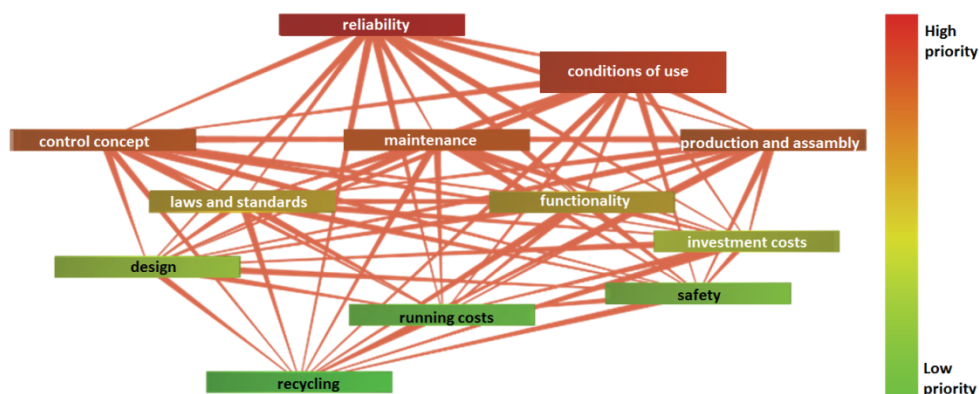 reliability
High
priority
conditions of use
control concept
maintenance
production and assambly
laws and standards
functionality
investment costs
design
safety
running costs
recycling
Low
priority